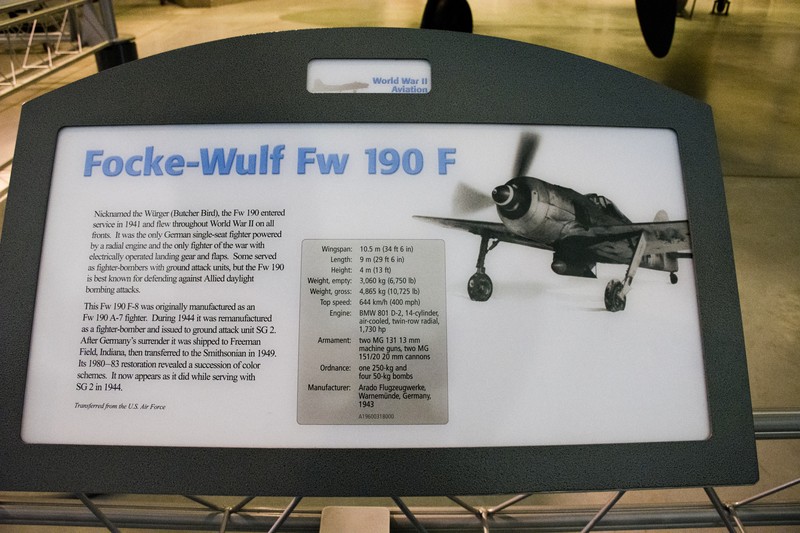 World War II
Aviation
Focke-Wulf Fw 190 F
Nicknamed the Würger (Butcher Bird), the Fw 190 entered
service in 1941 and flew throughout World War II on all
fronts. It was the only German single-seat fighter powered
by a radial engine and the only fighter of the war with
electrically operated landing gear and flaps. Some served
as fighter-bombers with ground attack units, but the Fw 190
is best known for defending against Allied daylight
bombing attacks.
This Fw 190 F-8 was originally manufactured as an
Fw 190 A-7 fighter. During 1944 it was remanufactured
as a fighter-bomber and issued to ground attack unit SG 2.
After Germany's surrender it was shipped to Freeman
Field, Indiana, then transferred to the Smithsonian in 1949.
Its 1980–83 restoration revealed a succession of color
schemes. It now appears as it did while serving with
SG 2 in 1944.
Transferred from the U.S. Air Force
Wingspan: 10.5 m (34 ft 6 in)
Length: 9 m (29 ft 6 in)
Height: 4 m (13 ft)
Weight, empty: 3,060 kg (6,750 lb)
Weight, gross: 4,865 kg (10,725 lb)
Top speed: 644 km/h (400 mph)
Engine: BMW 801 D-2, 14-cylinder,
air-cooled, twin-row radial,
1,730 hp
Armament: two MG 131 13 mm
machine guns, two MG
151/20 20 mm cannons
Ordnance: one 250-kg and
four 50-kg bombs
Manufacturer: Arado Flugzeugwerke,
Warnemünde, Germany,
1943
A19600318000